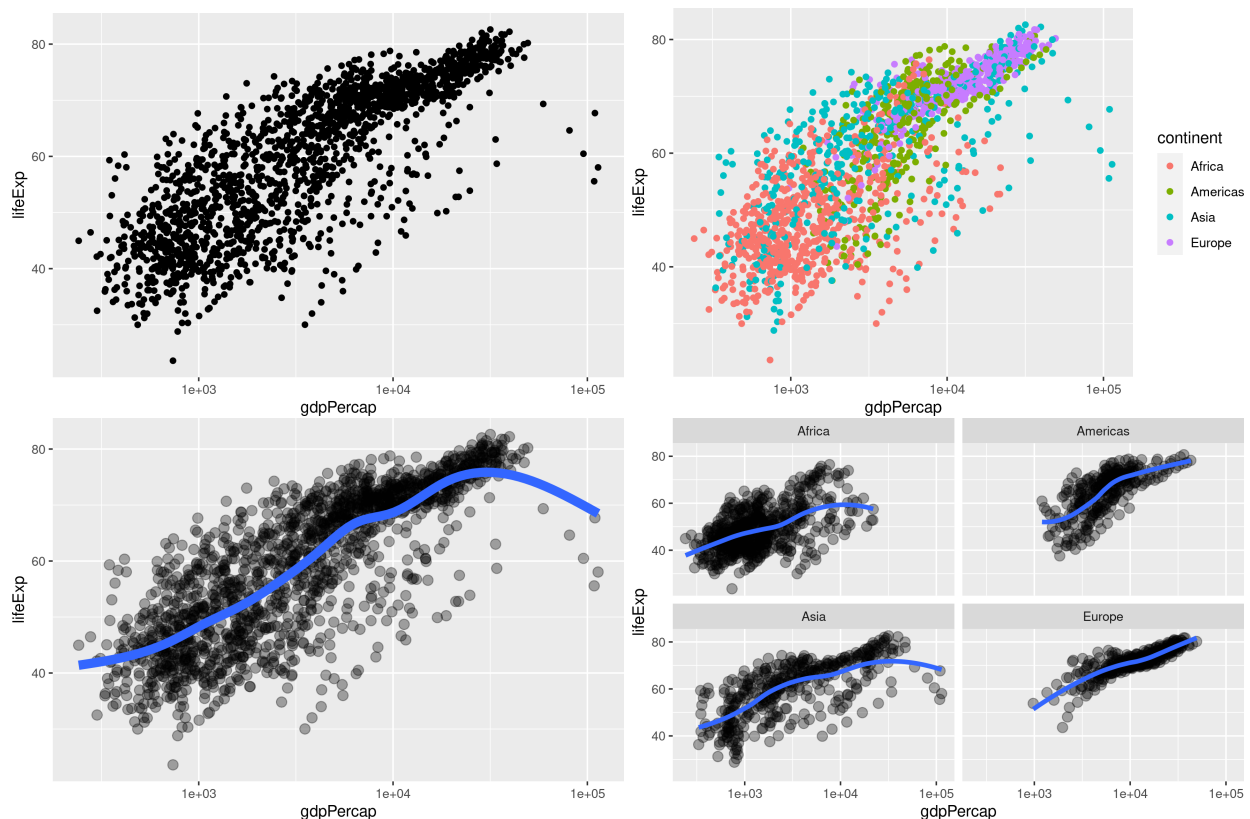 80
60
40
lifeExp
1e+03 1e+04 1e+05
gdpPercap
80
60
40
lifeExp
1e+03 1e+04 1e+05
gdpPercap
continent
Africa
Americas
Asia
Europe
80
60
40
lifeExp
1e+03 1e+04 1e+05
gdpPercap
Africa Americas
80
60
40
lifeExp
Asia Europe
80
60
40
1e+03 1e+04 1e+05 1e+03 1e+04 1e+05
gdpPercap